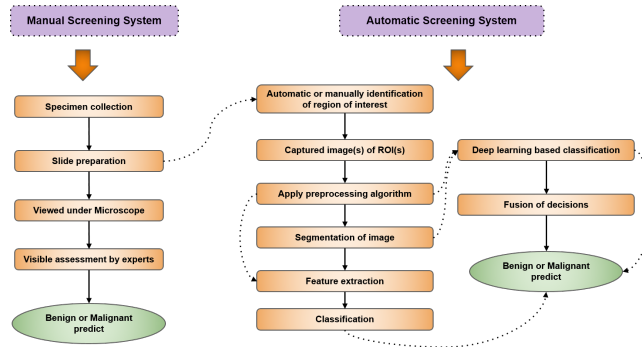 Manual Screening System
Automatic Screening System
Specimen collection
Slide preparation
Viewed under Microscope
Visible assessment by experts
Benign or Malignant
predict
Automatic or manually identification
of region of interest
Captured image(s) of ROI(s)
Apply preprocessing algorithm
Segmentation of image
Feature extraction
Classification
Deep learning based classification
Fusion of decisions
Benign or Malignant
predict